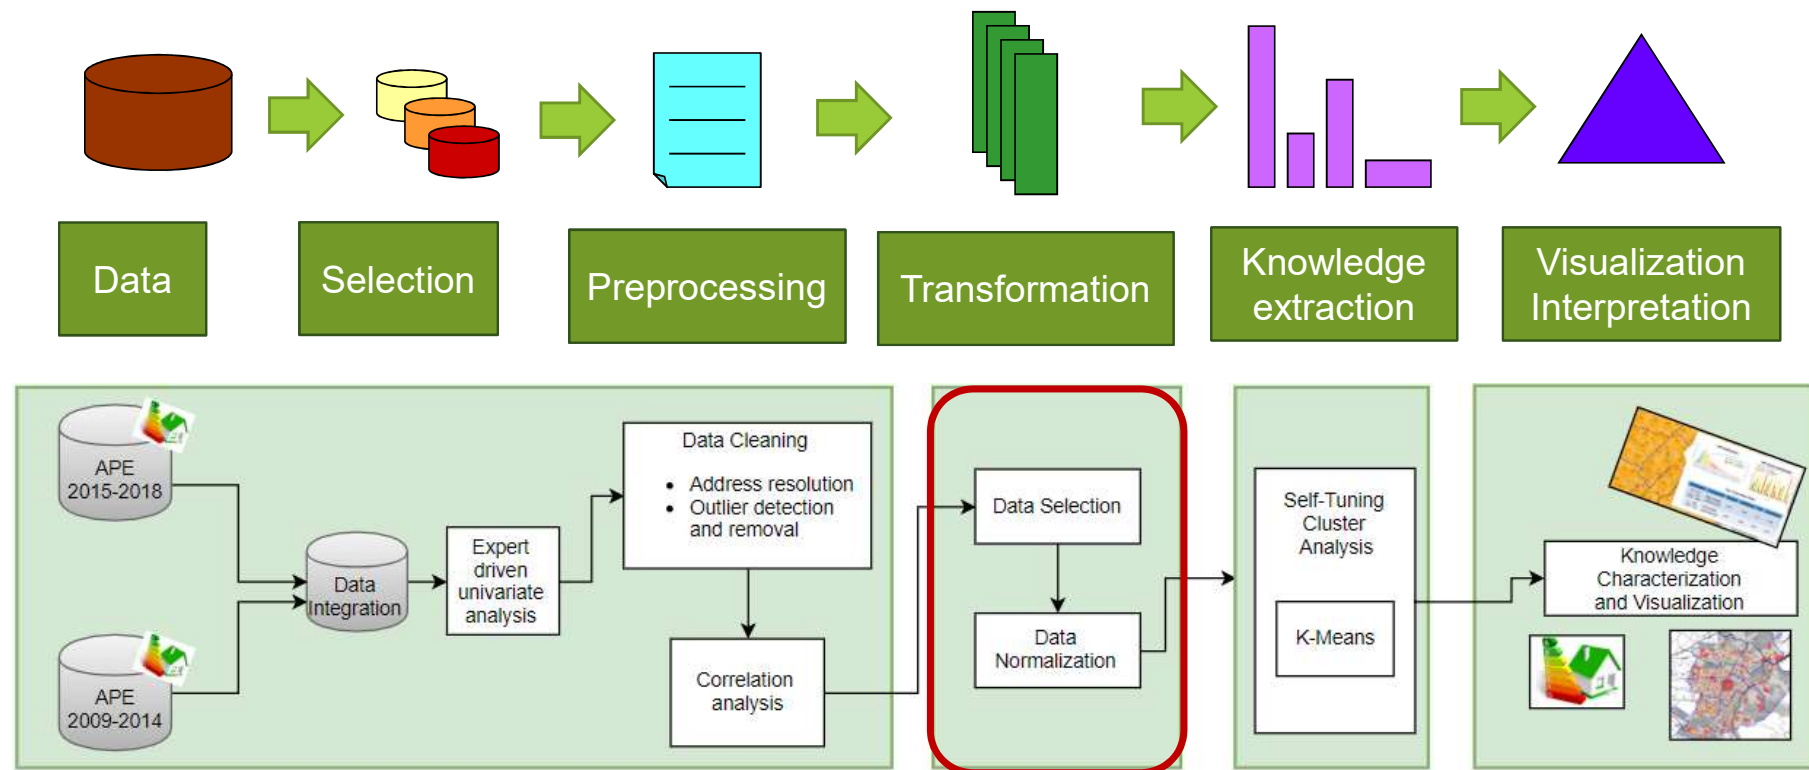 Data
Selection
Preprocessing
Transformation
Knowledge
extraction
Visualization
Interpretation
APE
2015-2018
APE
2009-2014
Data
Integration
Expert
driven
univariate
analysis
Data Cleaning
• Address resolution
• Outlier detection
and removal
Correlation
analysis
Data Selection
Data
Normalization
Self-Tuning
Cluster
Analysis
K-Means
Knowledge
Characterization
and Visualization